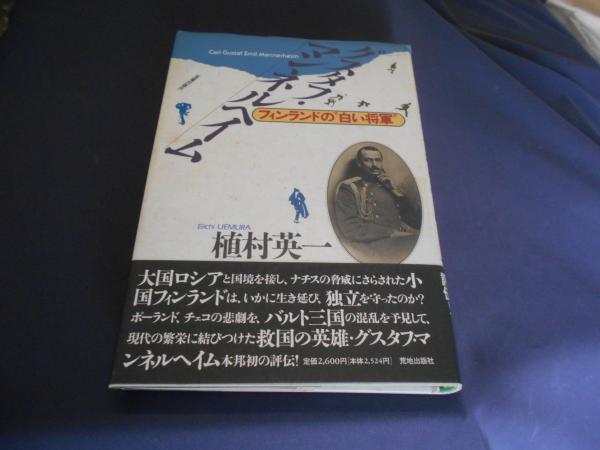 Carl Gustaf Emil Mannerheim
グスタフ・
マンネルヘイム
フィンランドの“白い将軍”
Eiichi UEMURA
植村英一
大国ロシアと国境を接し、ナチスの脅威にさらされた小
国フィンランドは、いかに生き延び、独立を守ったのか?
ポーランド、チェコの悲劇を、バルト三国の混乱を予見して、
現代の繁栄に結びつけた救国の英雄・グスタフ・マ
ンネルヘイム本邦初の評伝!
定価2,600円[本体2,524円]
荒地出版社